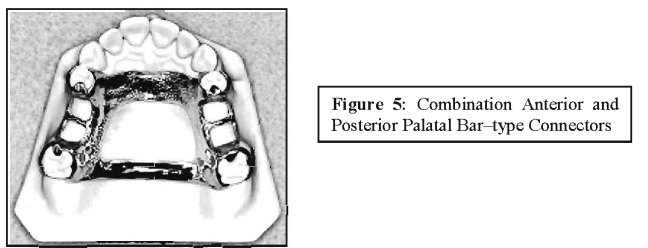 Figure 5: Combination Anterior and
Posterior Palatal Bar–type Connectors